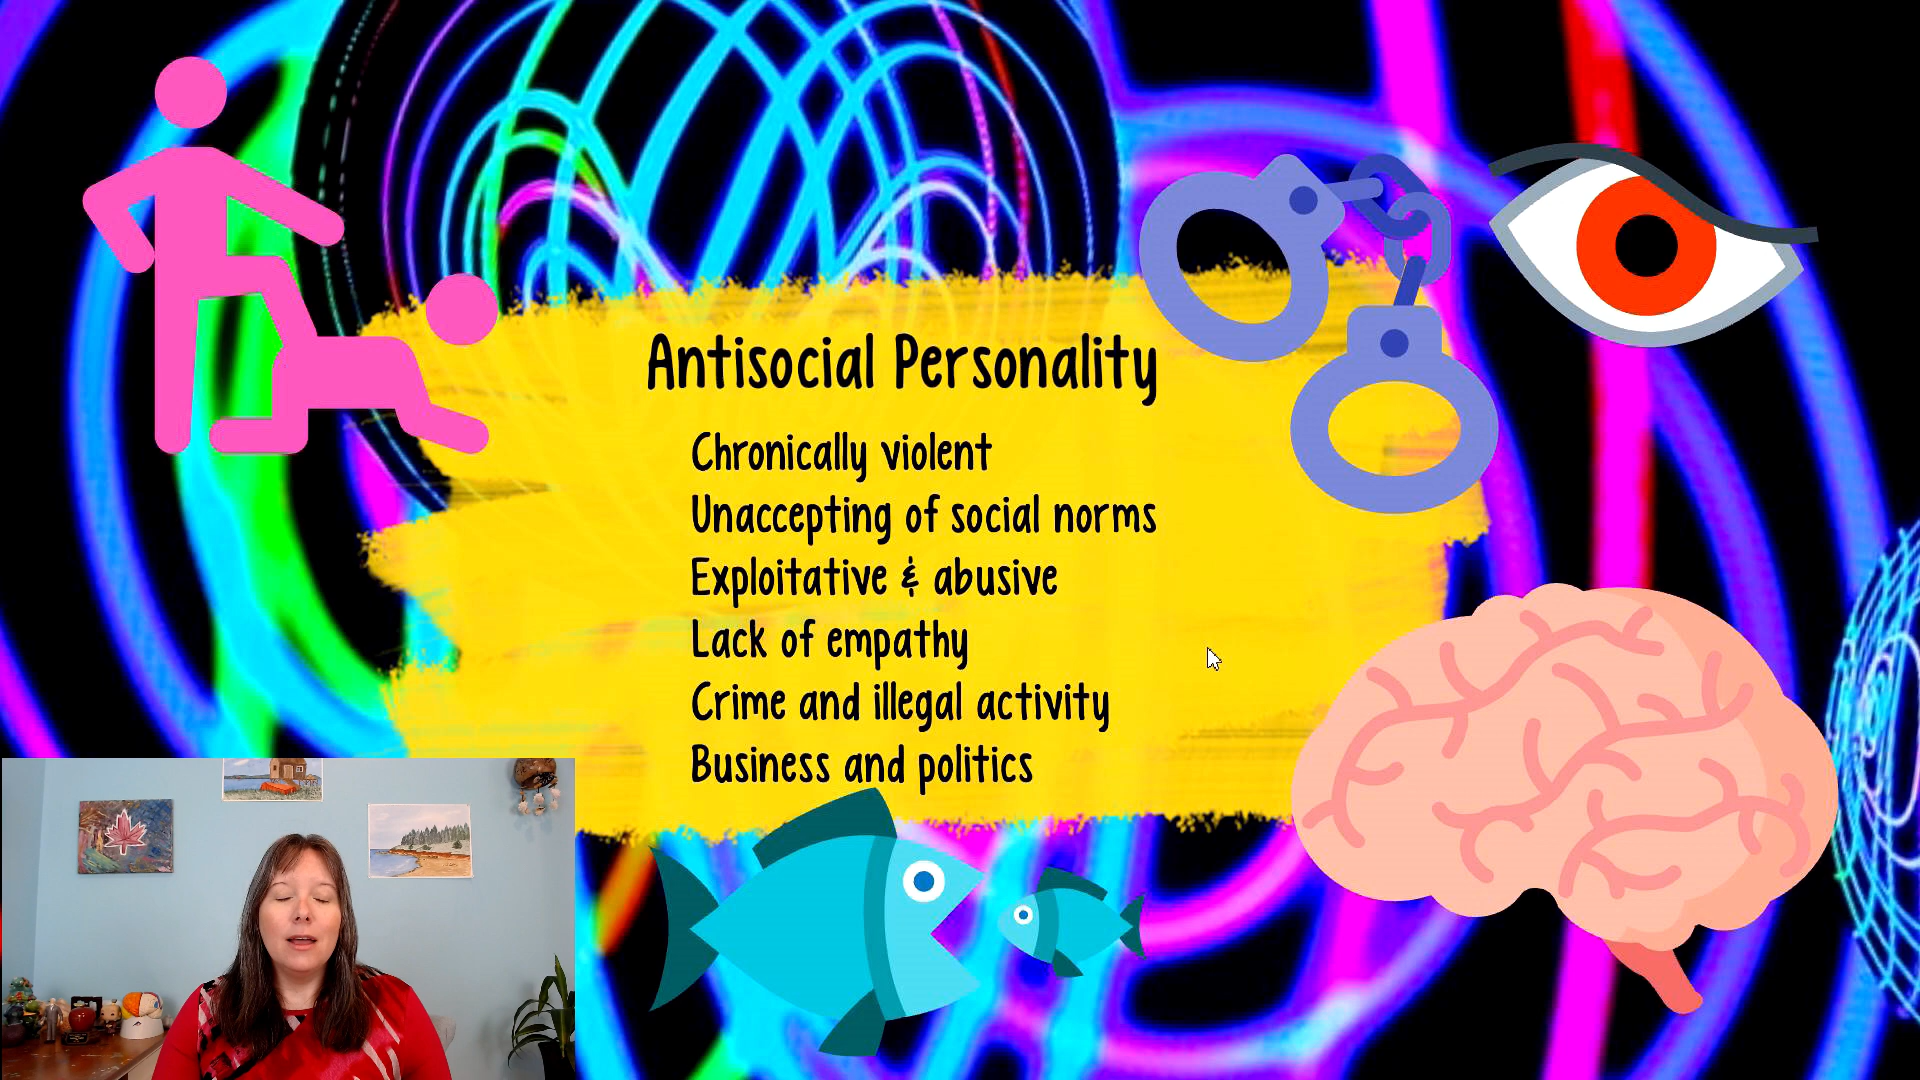 Antisocial Personality
Chronically violent
Unaccepting of social norms
Exploitative & abusive
Lack of empathy
Crime and illegal activity
Business and politics